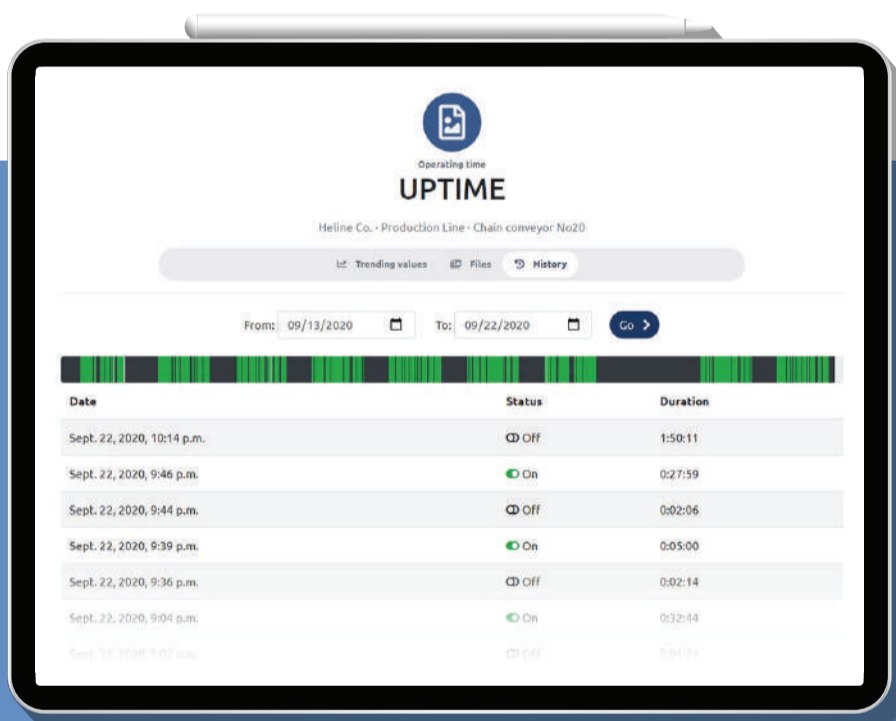 Operating time
UPTIME
Heline Co. · Production Line · Chain conveyor No20
Trending values Files History
From: 09/13/2020 To: 09/22/2020 Go
Date Status Duration
Sept. 22, 2020, 10:14 p.m. Off 1:50:11
Sept. 22, 2020, 9:46 p.m. On 0:27:59
Sept. 22, 2020, 9:44 p.m. Off 0:02:06
Sept. 22, 2020, 9:39 p.m. On 0:05:00
Sept. 22, 2020, 9:36 p.m. Off 0:02:14
Sept. 22, 2020, 9:04 p.m. On 0:32:44
Off